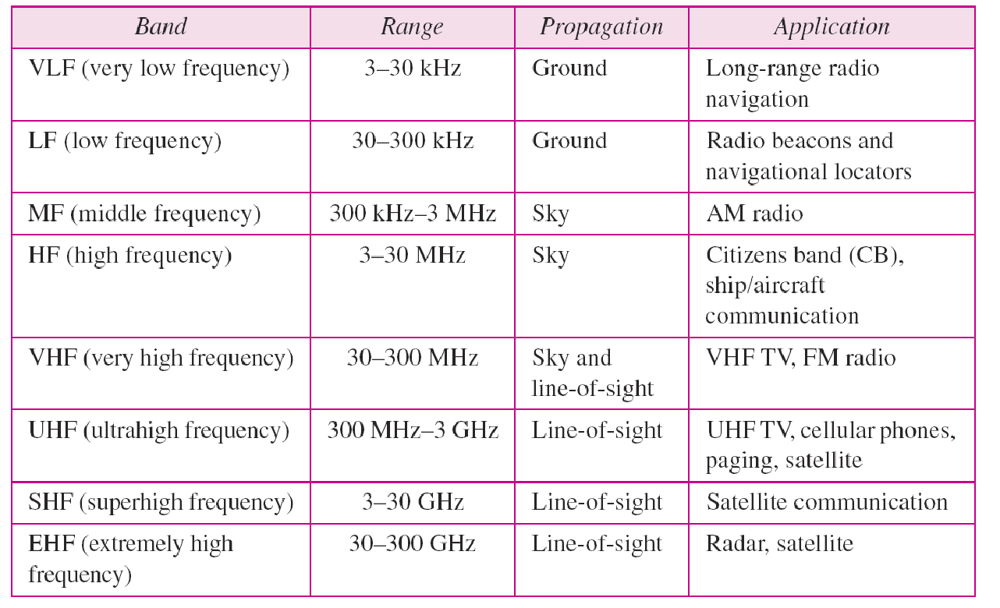 Band Range Propagation Application
VLF (very low frequency) 3–30 kHz Ground Long-range radio
navigation
LF (low frequency) 30–300 kHz Ground Radio beacons and
navigational locators
MF (middle frequency) 300 kHz–3 MHz Sky AM radio
HF (high frequency) 3–30 MHz Sky Citizens band (CB),
ship/aircraft
communication
VHF (very high frequency) 30–300 MHz Sky and VHF TV, FM radio
line-of-sight
UHF (ultrahigh frequency) 300 MHz–3 GHz Line-of-sight UHF TV, cellular phones,
paging, satellite
SHF (superhigh frequency) 3–30 GHz Line-of-sight Satellite communication
EHF (extremely high 30–300 GHz Line-of-sight Radar, satellite
frequency)